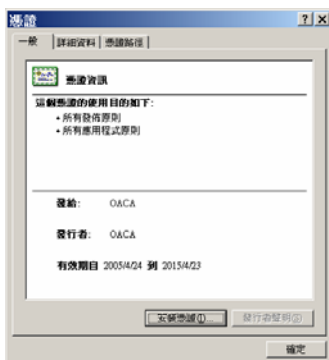 憑證
一般 詳細資料 憑證路徑
憑證資訊
這個憑證的使用目的如下:
•所有發佈原則
•所有應用程式原則
發給: OACA
發行者: OACA
有效期自 2005/4/24 到 2015/4/23
安裝憑證(I)... 發行者聲明(S)
確定